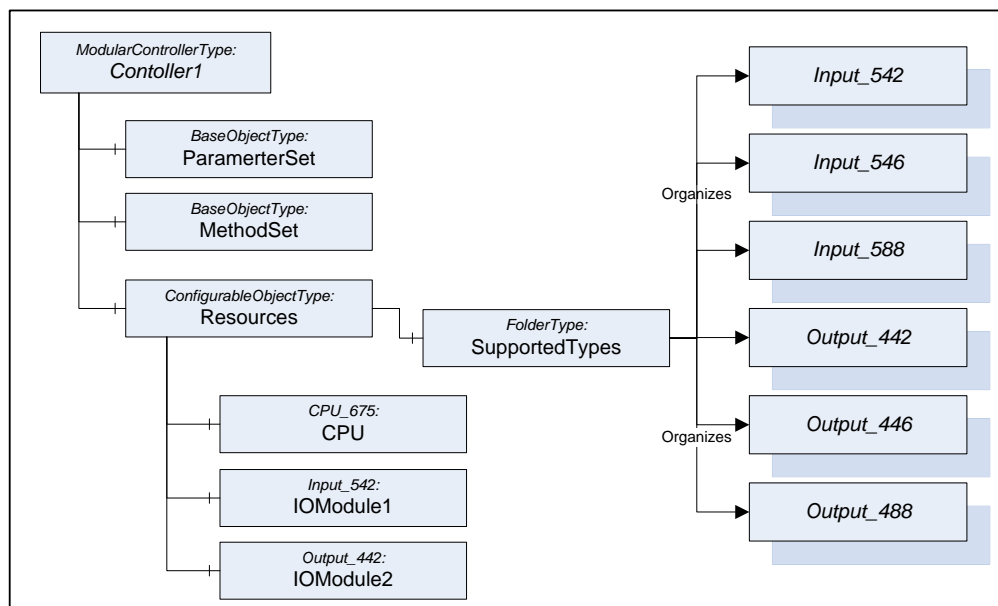 ModularControllerType:
Contoller1
BaseObjectType:
ParamerterSet
BaseObjectType:
MethodSet
ConfigurableObjectType:
Resources
CPU_675:
CPU
Input_542:
IOModule1
Output_442:
IOModule2
FolderType:
SupportedTypes
Organizes
Organizes
Input_542
Input_546
Input_588
Output_442
Output_446
Output_488